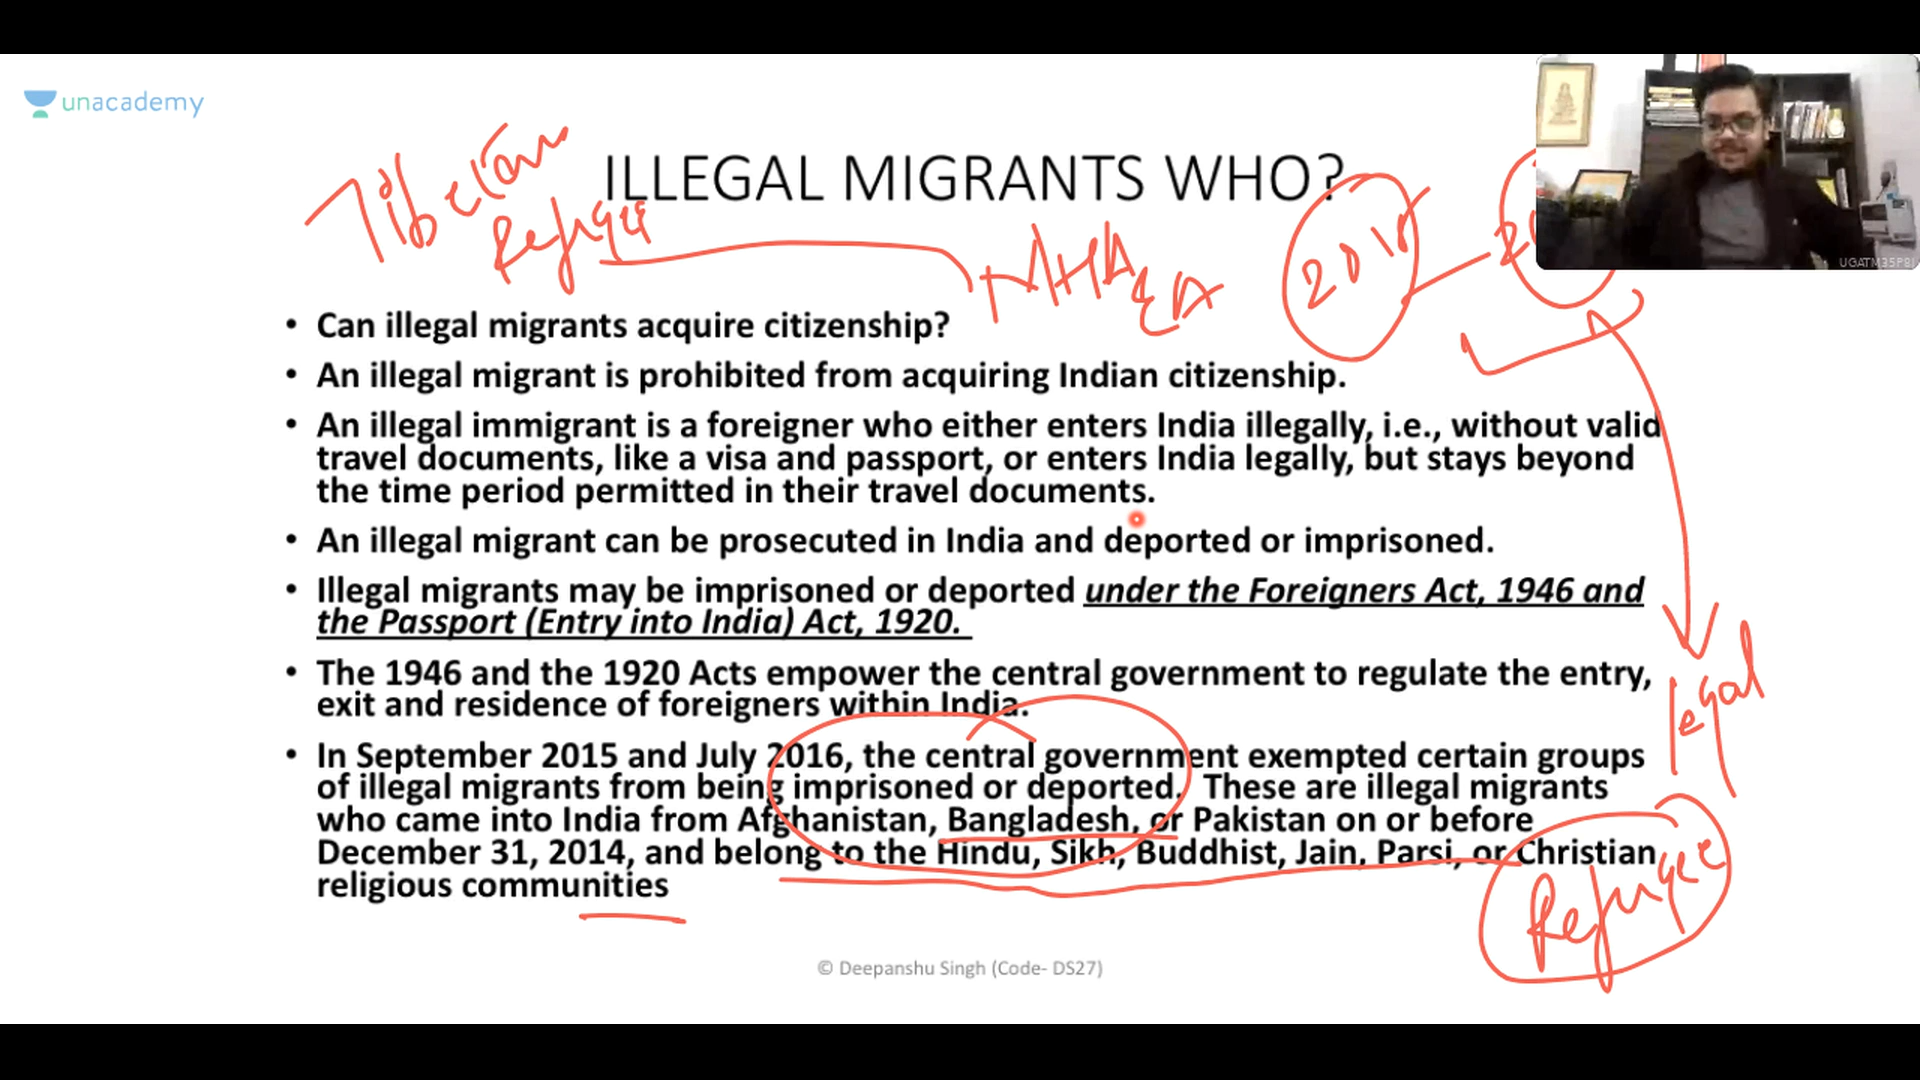 unacademy
Tibetan
Refugee
ILLEGAL MIGRANTS WHO?
MHA
EA
UGATM35P8I
• Can illegal migrants acquire citizenship?
• An illegal migrant is prohibited from acquiring Indian citizenship.
• An illegal immigrant is a foreigner who either enters India illegally, i.e., without valid
travel documents, like a visa and passport, or enters India legally, but stays beyond
the time period permitted in their travel documents.
• An illegal migrant can be prosecuted in India and deported or imprisoned.
• Illegal migrants may be imprisoned or deported under the Foreigners Act, 1946 and
the Passport (Entry into India) Act, 1920.
• The 1946 and the 1920 Acts empower the central government to regulate the entry,
exit and residence of foreigners within India.
legal
• In September 2015 and July 2016, the central government exempted certain groups
of illegal migrants from being imprisoned or deported. These are illegal migrants
who came into India from Afghanistan, Bangladesh, or Pakistan on or before
December 31, 2014, and belong to the Hindu, Sikh, Buddhist, Jain, Parsi, or Christian
religious communities
Refugee
© Deepanshu Singh (Code- DS27)